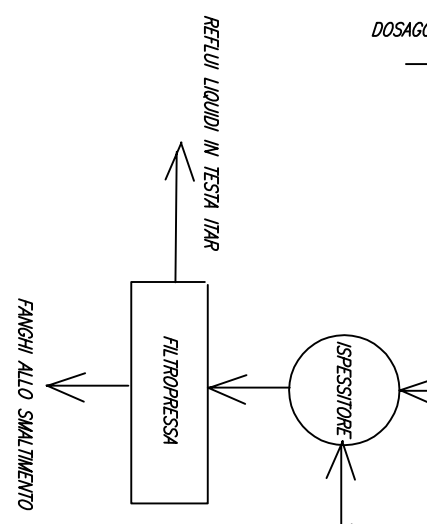 DOSAGG
REFLUI LIQUIDI IN TESTA ITAR
ISPESSITORE
FILTROPRESSA
FANGHI ALLO SMALTIMENTO